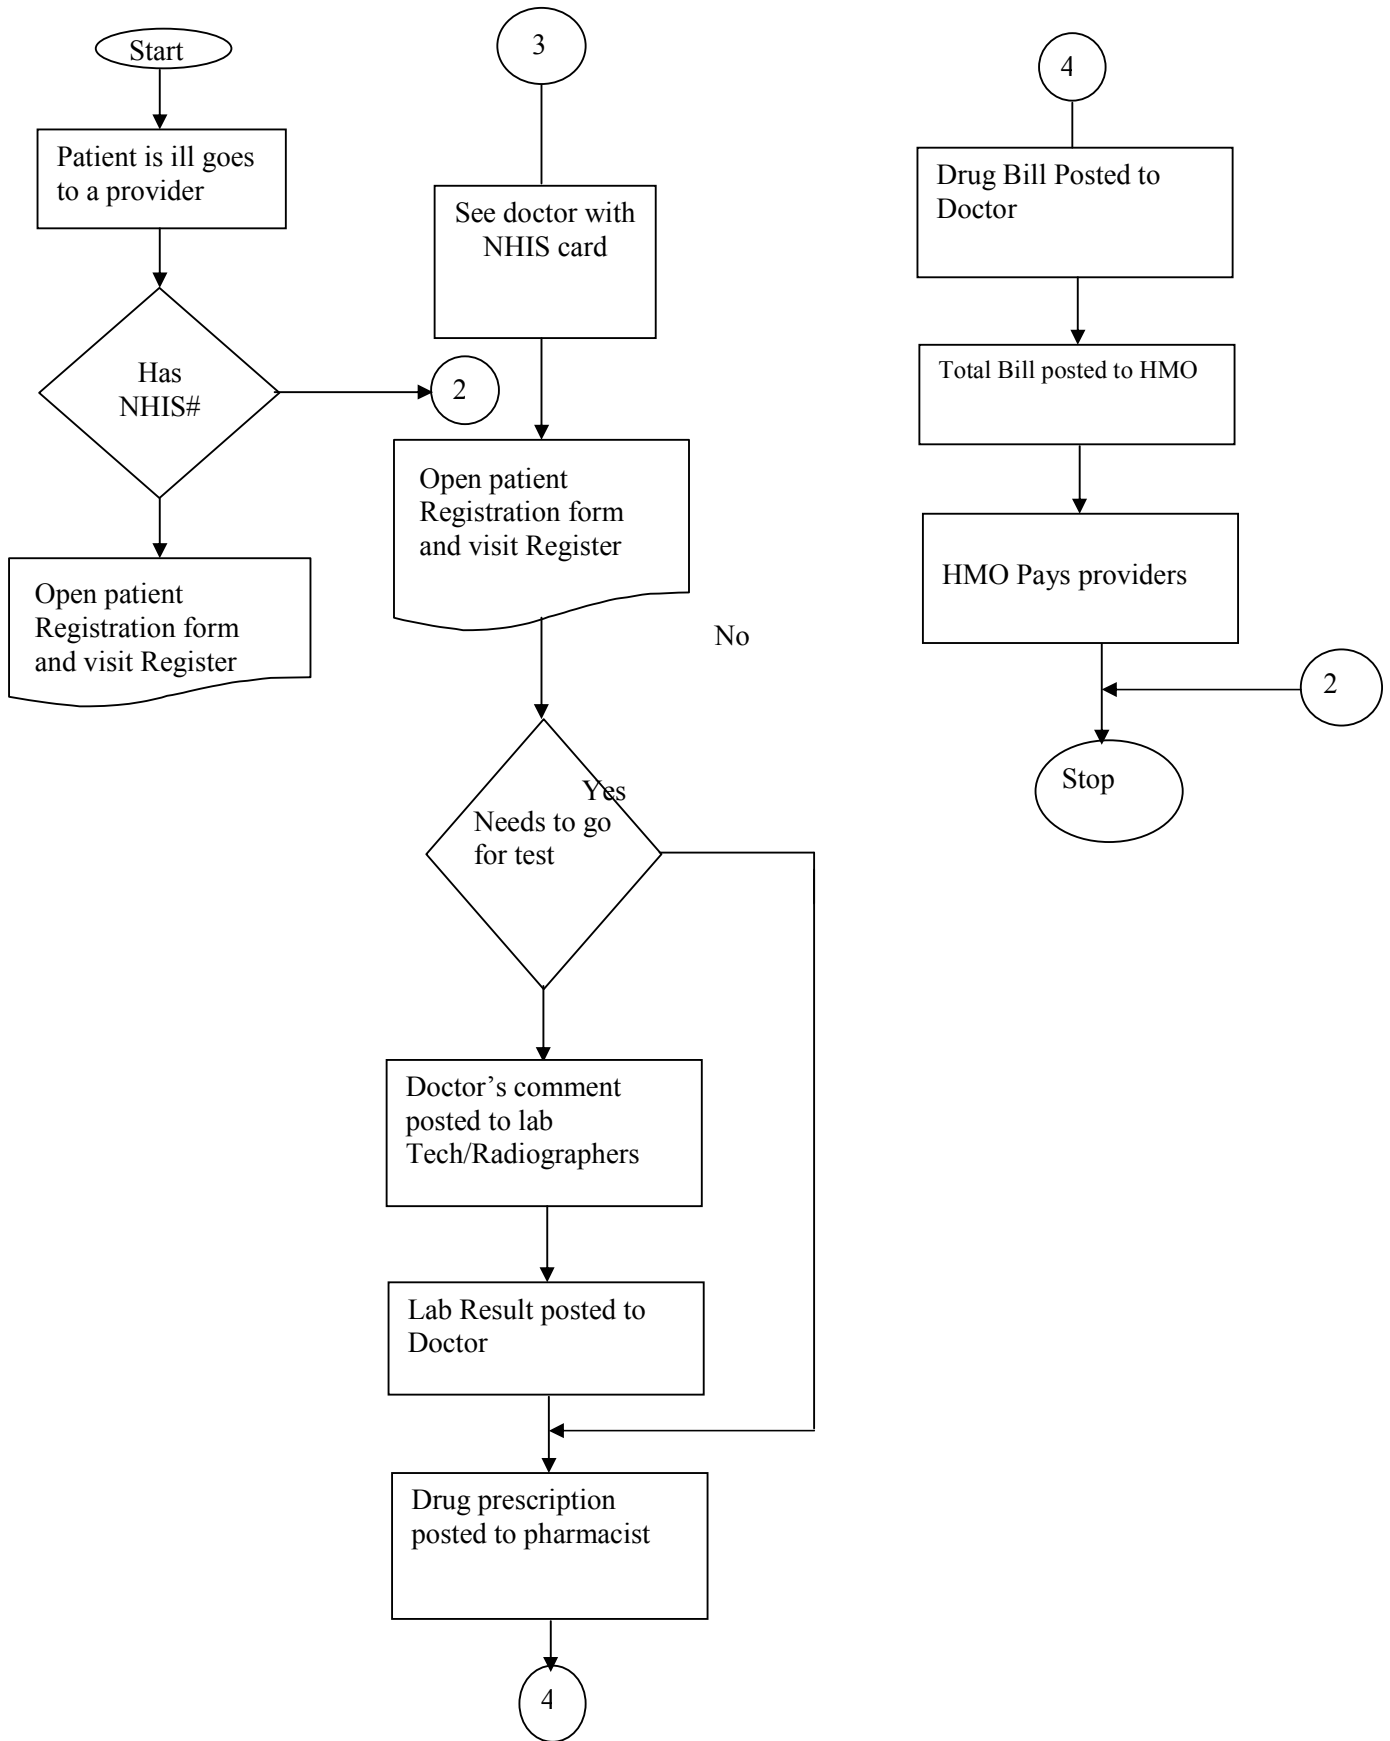 Start
Patient is ill goes
to a provider
Has
NHIS#
2
Open patient
Registration form
and visit Register
3
See doctor with
NHIS card
Open patient
Registration form
and visit Register
No
Yes
Needs to go
for test
Doctor’s comment
posted to lab
Tech/Radiographers
Lab Result posted to
Doctor
Drug prescription
posted to pharmacist
4
4
Drug Bill Posted to
Doctor
Total Bill posted to HMO
HMO Pays providers
2
Stop